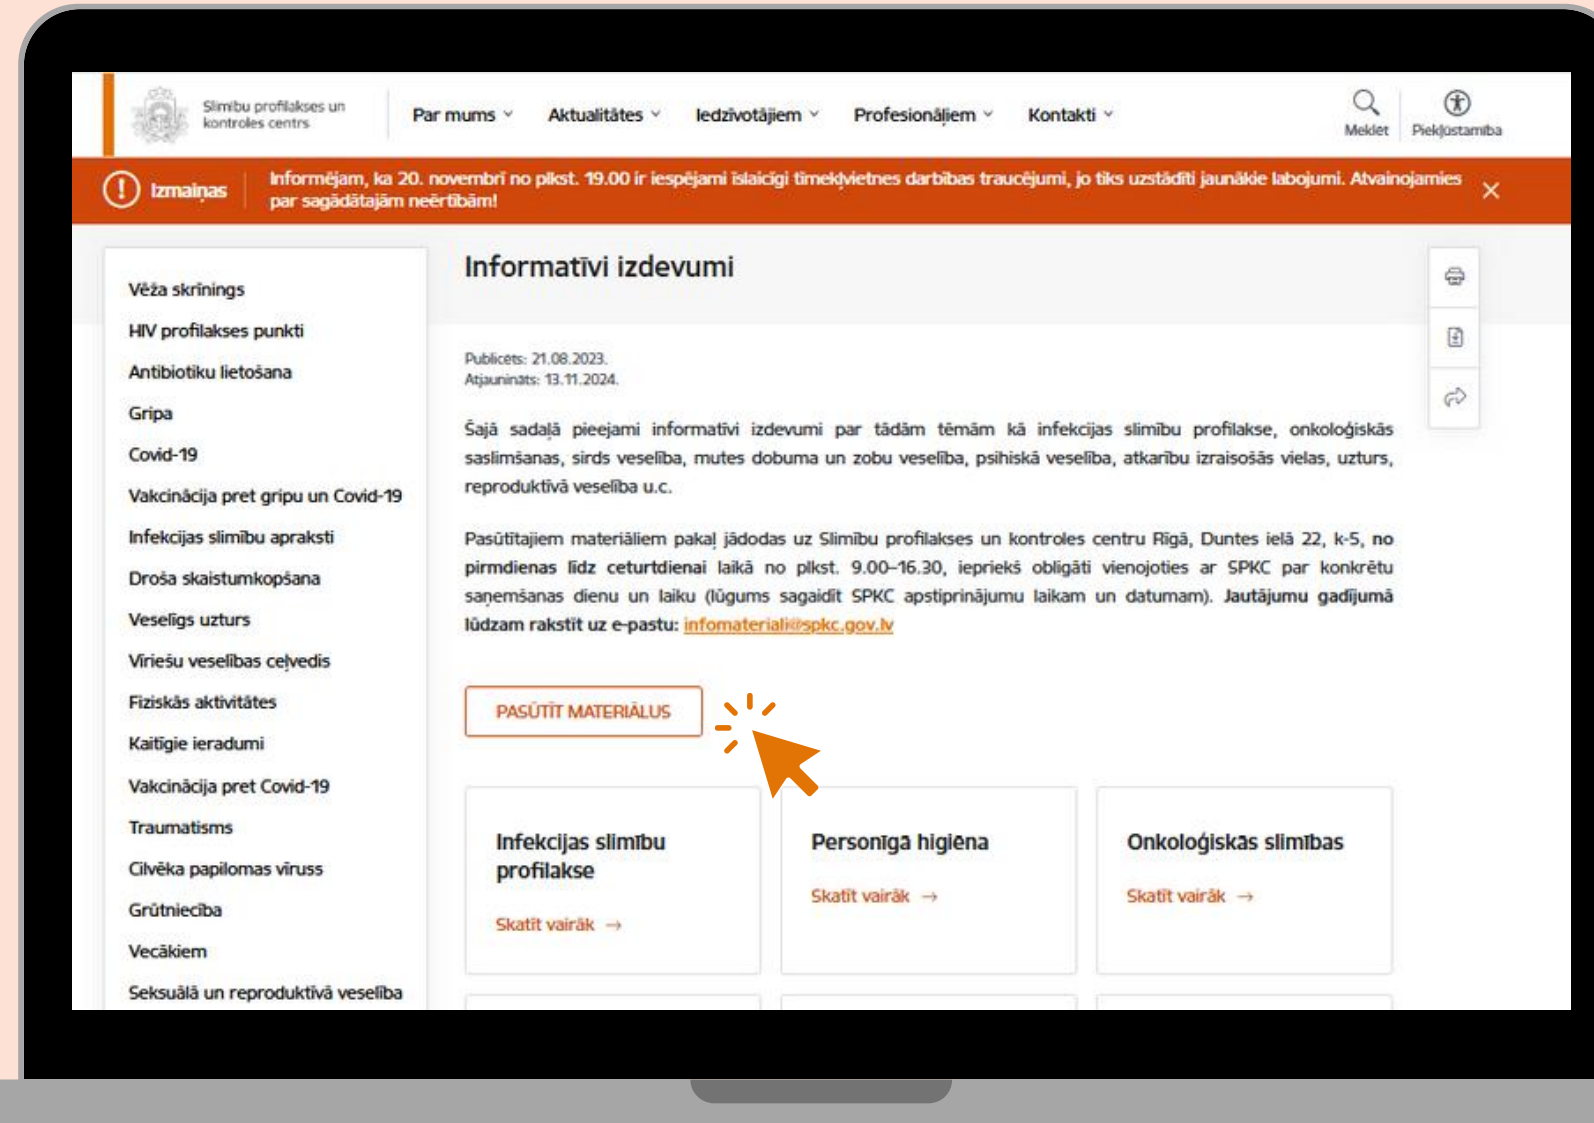 Slimību profilakses un
kontroles centrs
Par mums
Aktualitātes
Iedzīvotājiem
Profesionāļiem
Kontakti
Meklēt
Piekļūstamība
Izmaiņas
Informējam, ka 20. novembrī no plkst. 19.00 ir iespējami īslaicīgi tīmekļvietnes darbības traucējumi, jo tiks uzstādīti jaunākie labojumi. Atvainojamies
par sagādātajām neērtībām!
Vēža skrīnings
HIV profilakses punkti
Antibiotiku lietošana
Gripa
Covid-19
Vakcinācija pret gripu un Covid-19
Infekcijas slimību apraksti
Droša skaistumkopšana
Veselīgs uzturs
Vīriešu veselības ceļvedis
Fiziskās aktivitātes
Kaitīgie ieradumi
Vakcinācija pret Covid-19
Traumatisms
Cilvēka papilomas vīruss
Grūtniecība
Vecākiem
Seksuālā un reproduktīvā veselība
Informatīvi izdevumi
Publicēts: 21.08.2023.
Atjaunināts: 13.11.2024.
Šajā sadaļā pieejami informatīvi izdevumi par tādām tēmām kā infekcijas slimību profilakse, onkoloģiskās
saslimšanas, sirds veselība, mutes dobuma un zobu veselība, psihiskā veselība, atkarību izraisošās vielas, uzturs,
reproduktīvā veselība u.c.
Pasūtītajiem materiāliem pakaļ jādodas uz Slimību profilakses un kontroles centru Rīgā, Duntes ielā 22, k-5, no
pirmdienas līdz ceturtdienai laikā no plkst. 9.00–16.30, iepriekš obligāti vienojoties ar SPKC par konkrētu
saņemšanas dienu un laiku (lūgums sagaidīt SPKC apstiprinājumu laikam un datumam). Jautājumu gadījumā
lūdzam rakstīt uz e-pastu: infomateriali@spkc.gov.lv
PASŪTĪT MATERIĀLUS
Infekcijas slimību
profilakse
Skatīt vairāk →
Personīgā higiēna
Skatīt vairāk →
Onkoloģiskās slimības
Skatīt vairāk →